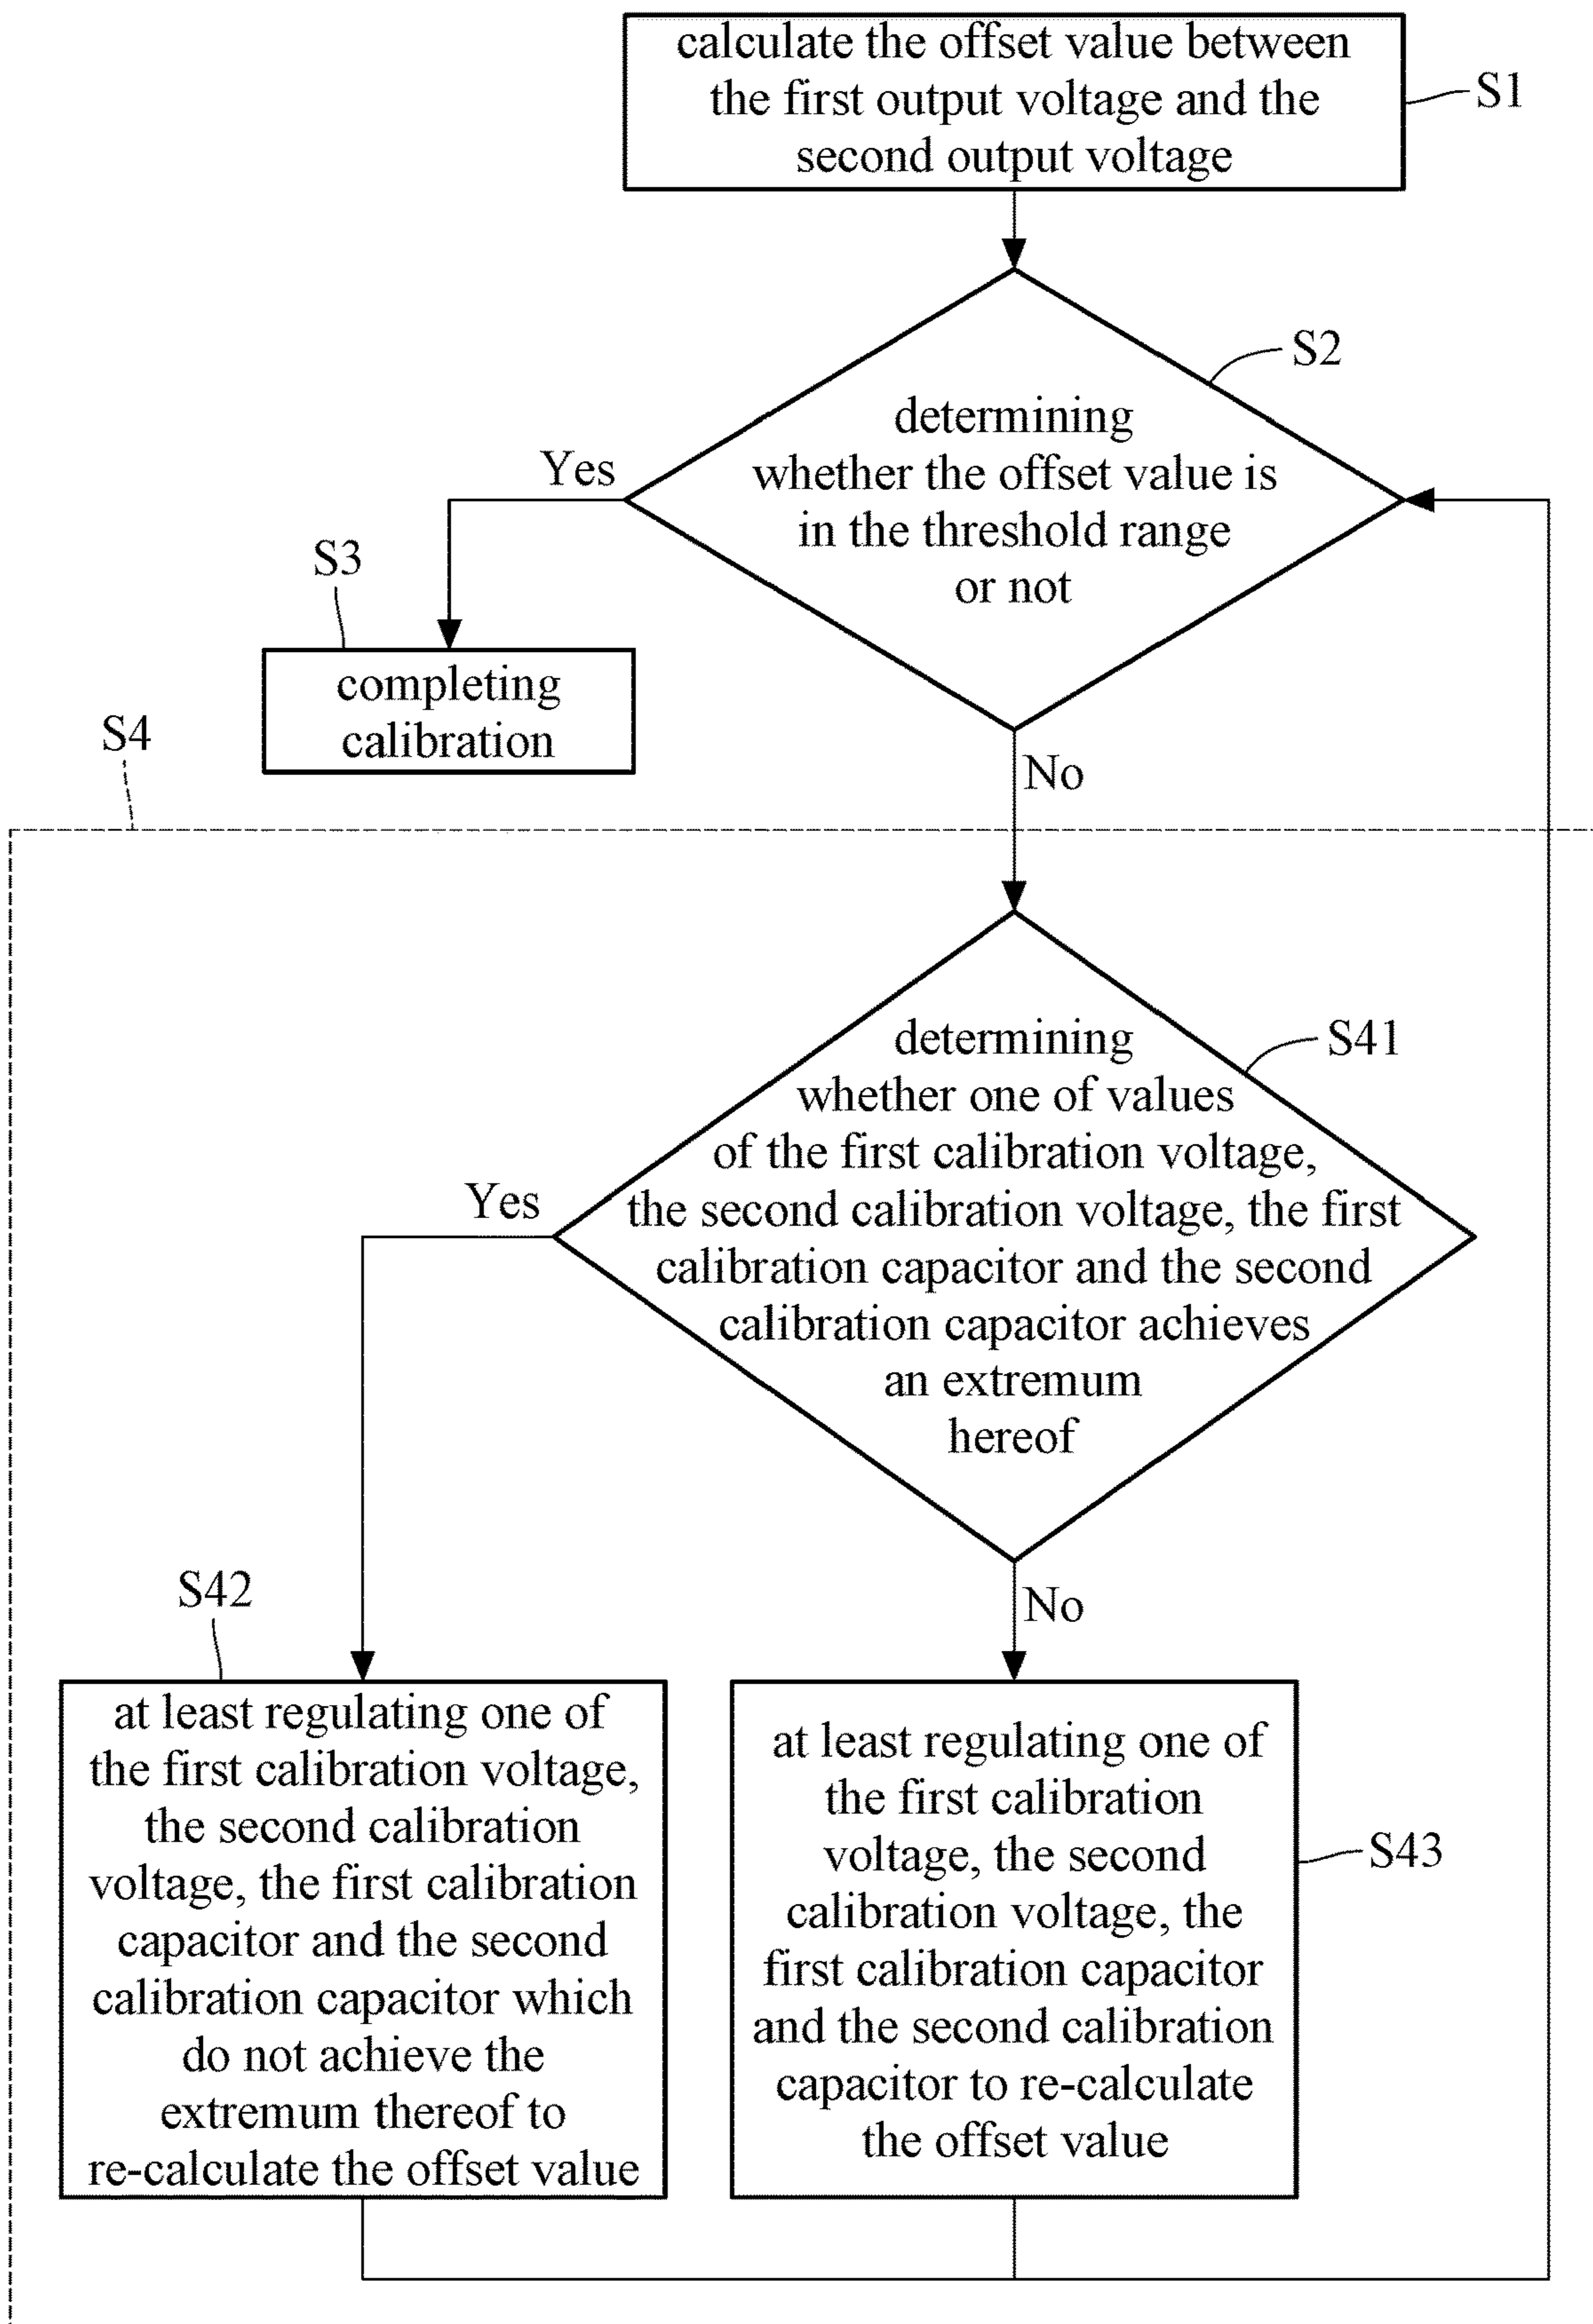 calculate the offset value between
the first output voltage and the
second output voltage
S1
S2
determining
whether the offset value is
in the threshold range
or not
Yes
S3
completing
calibration
S4
No
determining
whether one of values
of the first calibration voltage,
the second calibration voltage, the first
calibration capacitor and the second
calibration capacitor achieves
an extremum
hereof
S41
Yes
No
S42
at least regulating one of
the first calibration voltage,
the second calibration
voltage, the first calibration
capacitor and the second
calibration capacitor which
do not achieve the
extremum thereof to
re-calculate the offset value
at least regulating one of
the first calibration
voltage, the second
calibration voltage, the
first calibration capacitor
and the second calibration
capacitor to re-calculate
the offset value
S43